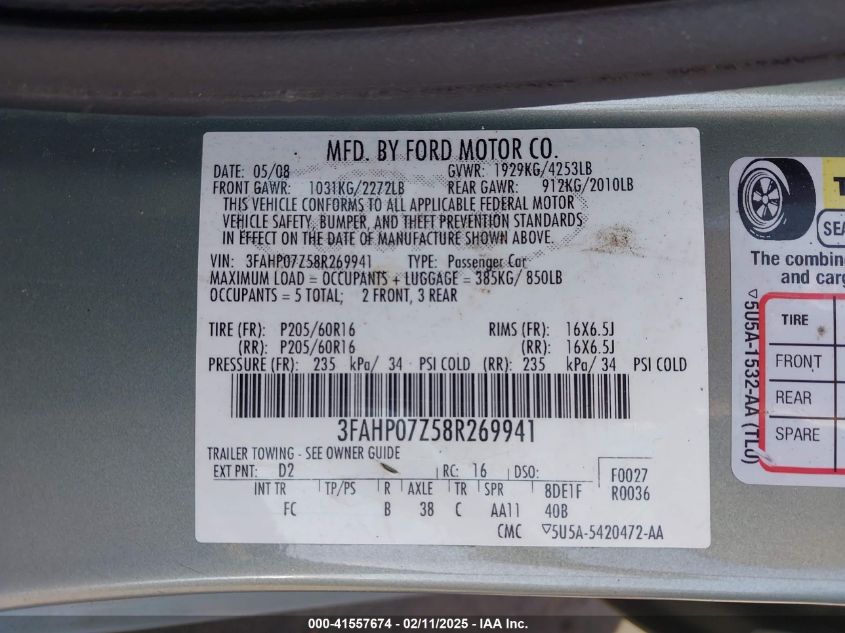 MFD. BY FORD MOTOR CO.
DATE: 05/08 GVWR: 1929KG/4253LB
FRONT GAWR: 1031KG/2272LB REAR GAWR: 912KG/2010LB
THIS VEHICLE CONFORMS TO ALL APPLICABLE FEDERAL MOTOR
VEHICLE SAFETY, BUMPER, AND THEFT PREVENTION STANDARDS
IN EFFECT ON THE DATE OF MANUFACTURE SHOWN ABOVE.
VIN: 3FAHP07Z58R269941 TYPE: Passenger Car
MAXIMUM LOAD = OCCUPANTS + LUGGAGE = 385KG/ 850LB
OCCUPANTS = 5 TOTAL; 2 FRONT, 3 REAR
TIRE (FR): P205/60R16 RIMS (FR): 16X6.5J
(RR): P205/60R16 (RR): 16X6.5J
PRESSURE (FR): 235 kPa/ 34 PSI COLD (RR): 235 kPa/ 34 PSI COLD
3FAHP07Z58R269941
TRAILER TOWING - SEE OWNER GUIDE
EXT PNT: D2 RC: 16 DSO: F0027
INT TR TP/PS R AXLE TR SPR 8DE1F R0036
FC B 38 C AA11 40B
CMC ▽5U5A-5420472-AA
The combin
and carg
TIRE
FRONT
REAR
SPARE
▽5U5A-1532-AA (TLU)
000-41557674 - 02/11/2025 - IAA Inc.